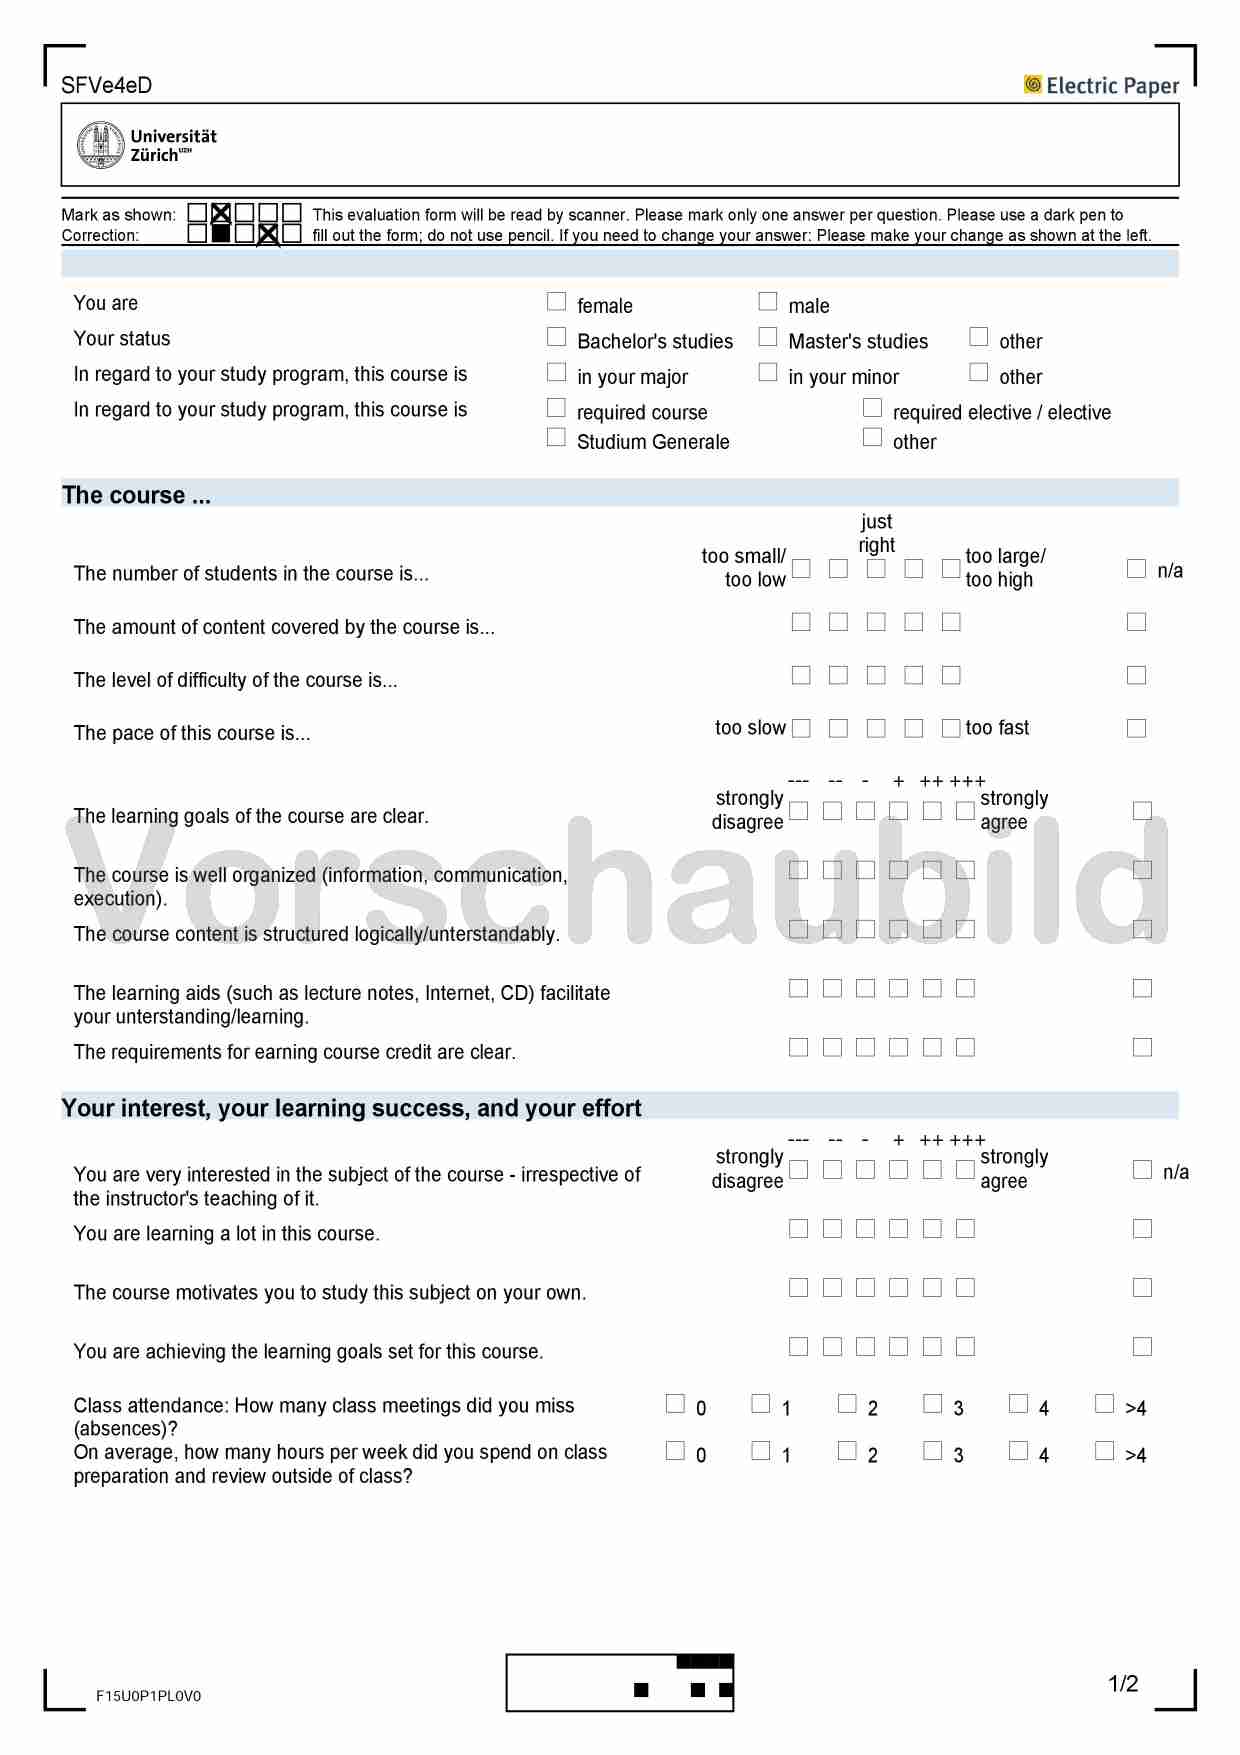 SFVe4eD
Electric Paper
Universität
Zürich UZH
Mark as shown: This evaluation form will be read by scanner. Please mark only one answer per question. Please use a dark pen to
Correction: fill out the form; do not use pencil. If you need to change your answer: Please make your change as shown at the left.
You are female male
Your status Bachelor's studies Master's studies other
In regard to your study program, this course is in your major in your minor other
In regard to your study program, this course is required course required elective / elective
Studium Generale other
The course ...
just
right
too small/ too large/
The number of students in the course is... too low too high n/a
The amount of content covered by the course is...
The level of difficulty of the course is...
The pace of this course is... too slow too fast
--- -- - + ++ +++
strongly strongly
The learning goals of the course are clear. disagree agree
Vorschaubild
The course is well organized (information, communication,
execution).
The course content is structured logically/unterstandably.
The learning aids (such as lecture notes, Internet, CD) facilitate
your unterstanding/learning.
The requirements for earning course credit are clear.
Your interest, your learning success, and your effort
--- -- - + ++ +++
strongly strongly
You are very interested in the subject of the course - irrespective of disagree agree n/a
the instructor's teaching of it.
You are learning a lot in this course.
The course motivates you to study this subject on your own.
You are achieving the learning goals set for this course.
Class attendance: How many class meetings did you miss 0 1 2 3 4 >4
(absences)?
On average, how many hours per week did you spend on class 0 1 2 3 4 >4
preparation and review outside of class?
F15U0P1PL0V0
1/2